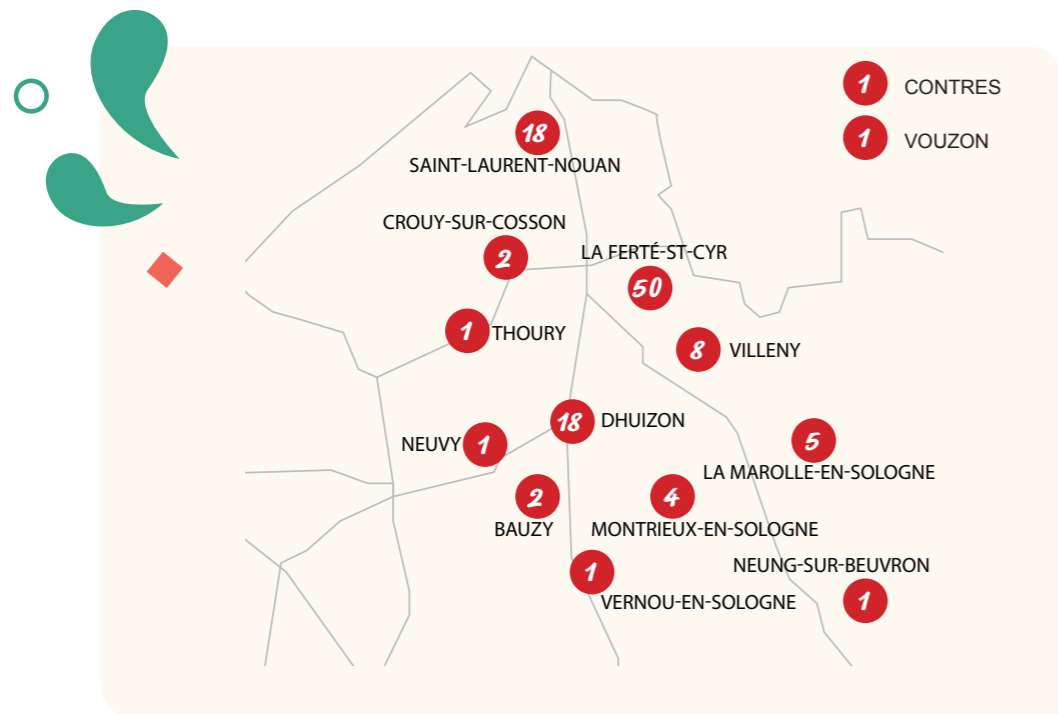 1 CONTRES
1 VOUZON
18
SAINT-LAURENT-NOUAN
CROUY-SUR-COSSON
2
LA FERTÉ-ST-CYR
50
1 THOURY
8 VILLENY
18 DHUIZON
NEUVY 1
5
LA MAROLLE-EN-SOLOGNE
2
BAUZY
4
MONTRIEUX-EN-SOLOGNE
1
VERNOU-EN-SOLOGNE
NEUNG-SUR-BEUVRON
1